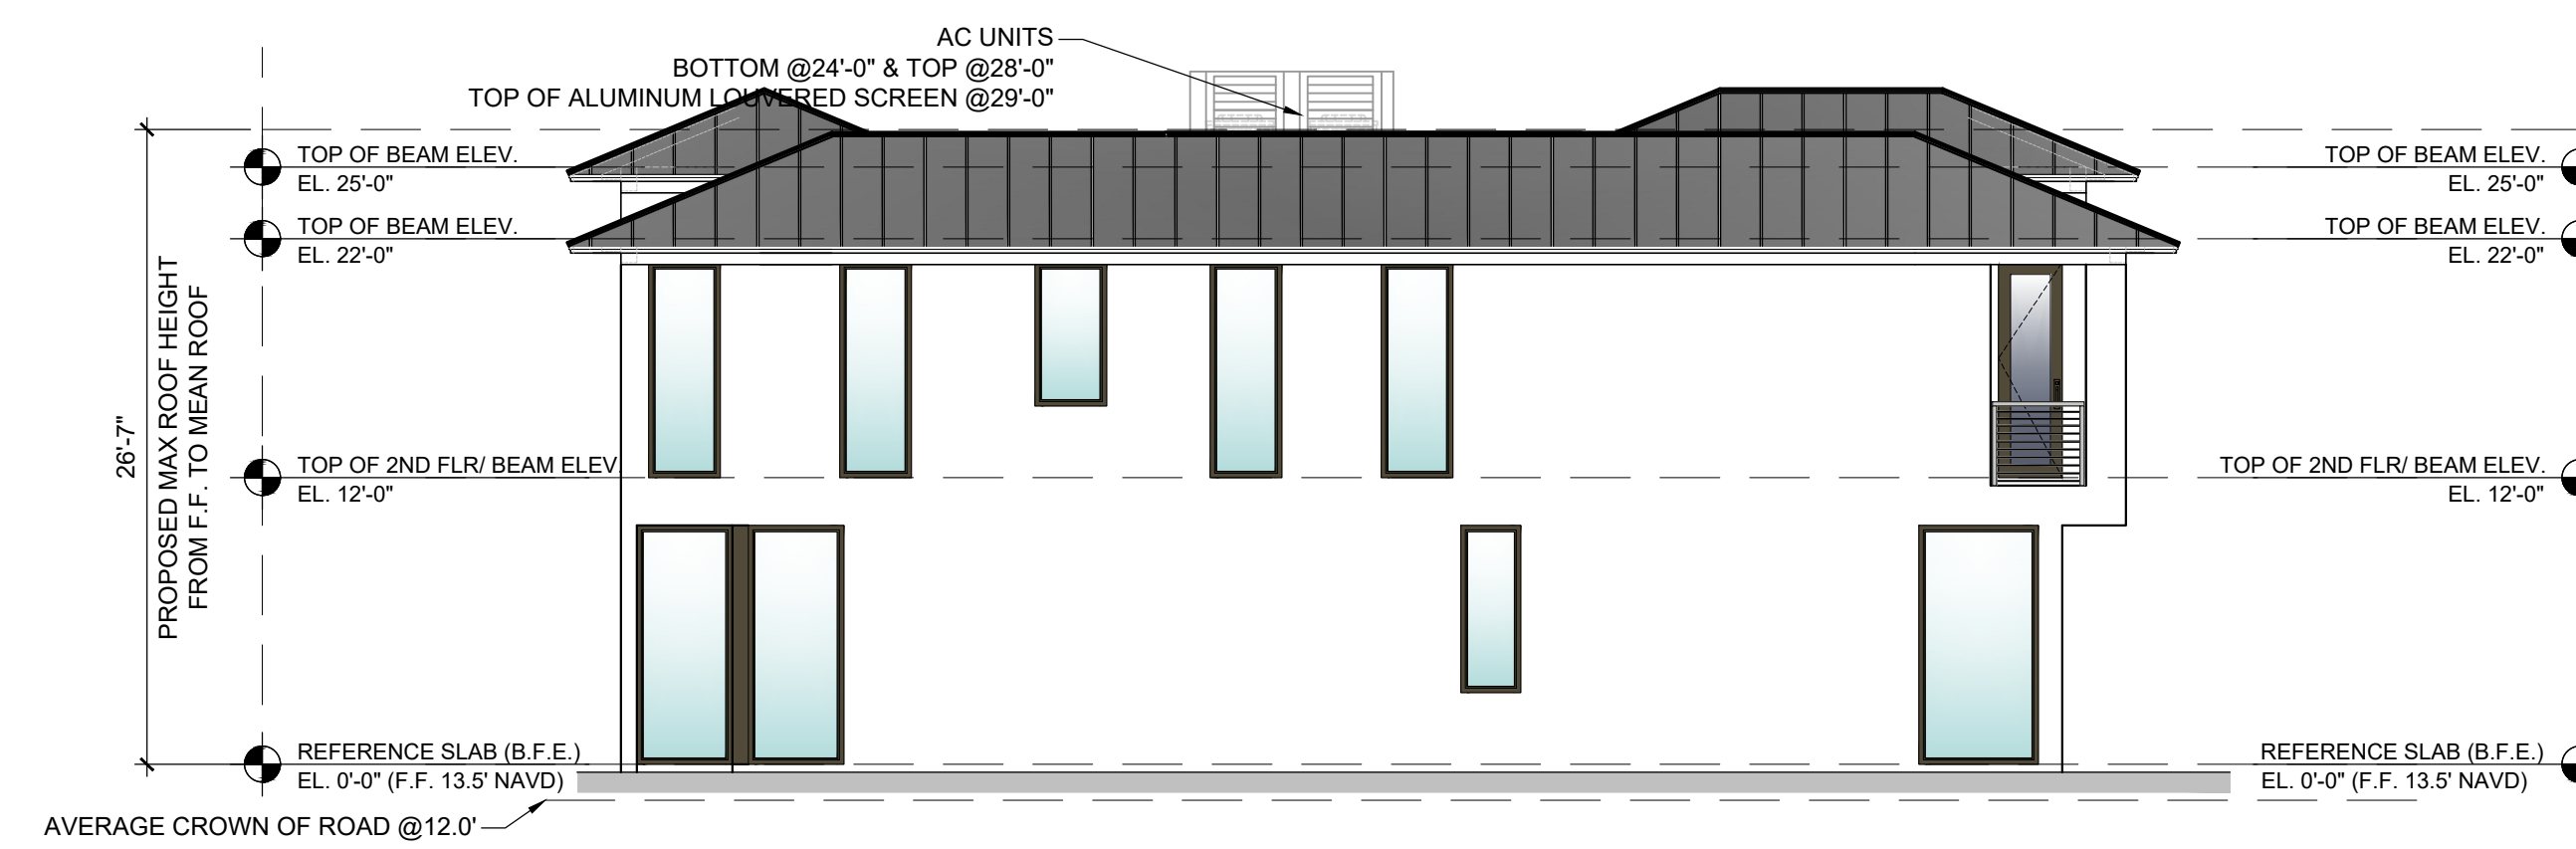 AC UNITS
BOTTOM @24'-0" & TOP @28'-0"
TOP OF ALUMINUM LOUVERED SCREEN @29'-0"
TOP OF BEAM ELEV.
EL. 25'-0"
TOP OF BEAM ELEV.
EL. 22'-0"
26'-7"
PROPOSED MAX ROOF HEIGHT
FROM F.F. TO MEAN ROOF
TOP OF 2ND FLR/ BEAM ELEV.
EL. 12'-0"
REFERENCE SLAB (B.F.E.)
EL. 0'-0" (F.F. 13.5' NAVD)
AVERAGE CROWN OF ROAD @12.0'
TOP OF BEAM ELEV.
EL. 25'-0"
TOP OF BEAM ELEV.
EL. 22'-0"
TOP OF 2ND FLR/ BEAM ELEV.
EL. 12'-0"
REFERENCE SLAB (B.F.E.)
EL. 0'-0" (F.F. 13.5' NAVD)